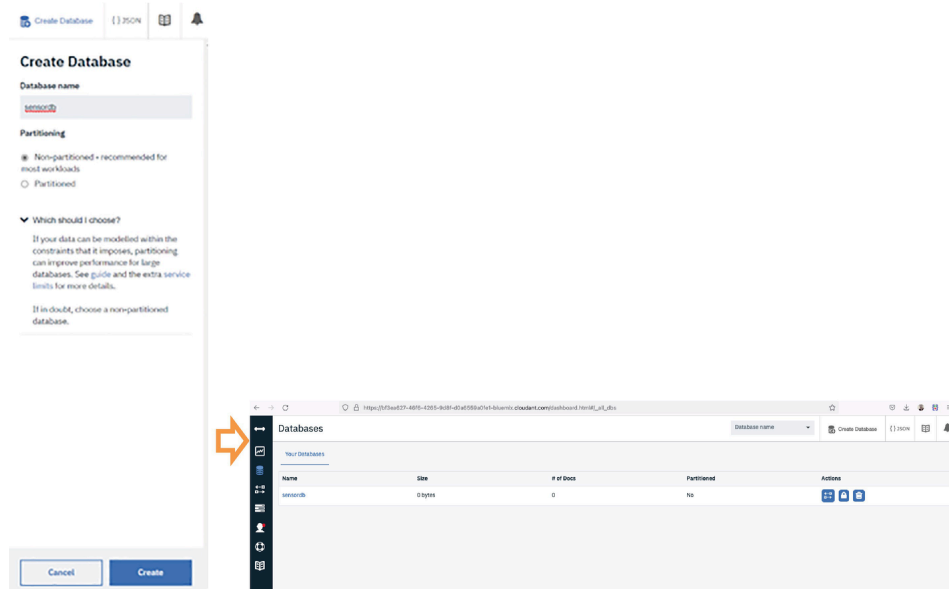 Create Database
{ } JSON
Create Database
Database name
sensordb
Partitioning
Non-partitioned - recommended for
most workloads
Partitioned
Which should I choose?
If your data can be modelled within the
constraints that it imposes, partitioning
can improve performance for large
databases. See guide and the extra service
limits for more details.
If in doubt, choose a non-partitioned
database.
Cancel
Create
Databases
Database name
Create Database
{ } JSON
Your Databases
Name Size # of Docs Partitioned Actions
sensordb 0 bytes 0 No